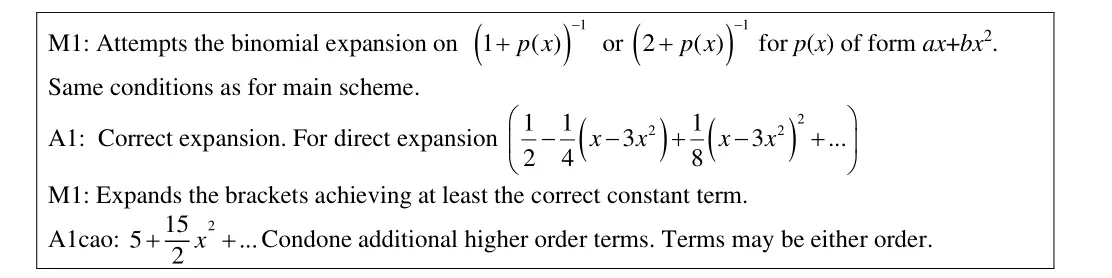 M1: Attempts the binomial expansion on (1 + p(x))⁻¹ or (2 + p(x))⁻¹ for p(x) of form ax+bx².
Same conditions as for main scheme.
A1: Correct expansion. For direct expansion (1/2 − 1/4(x − 3x²) + 1/8(x − 3x²)² + ...)
M1: Expands the brackets achieving at least the correct constant term.
A1cao: 5 + 15/2 x² + ... Condone additional higher order terms. Terms may be either order.